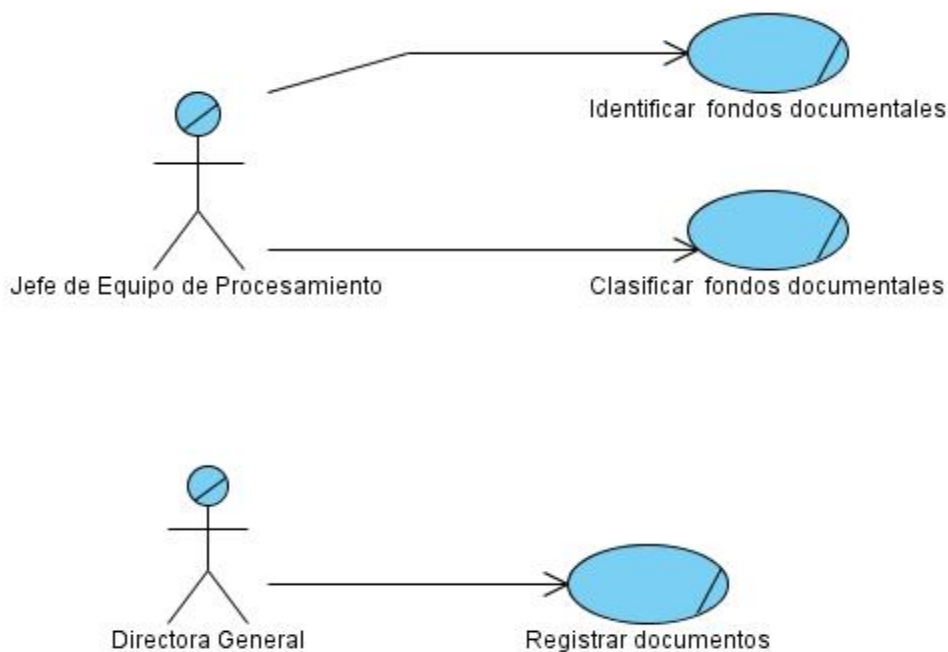 Identificar fondos documentales
Jefe de Equipo de Procesamiento
Clasificar fondos documentales
Directora General
Registrar documentos